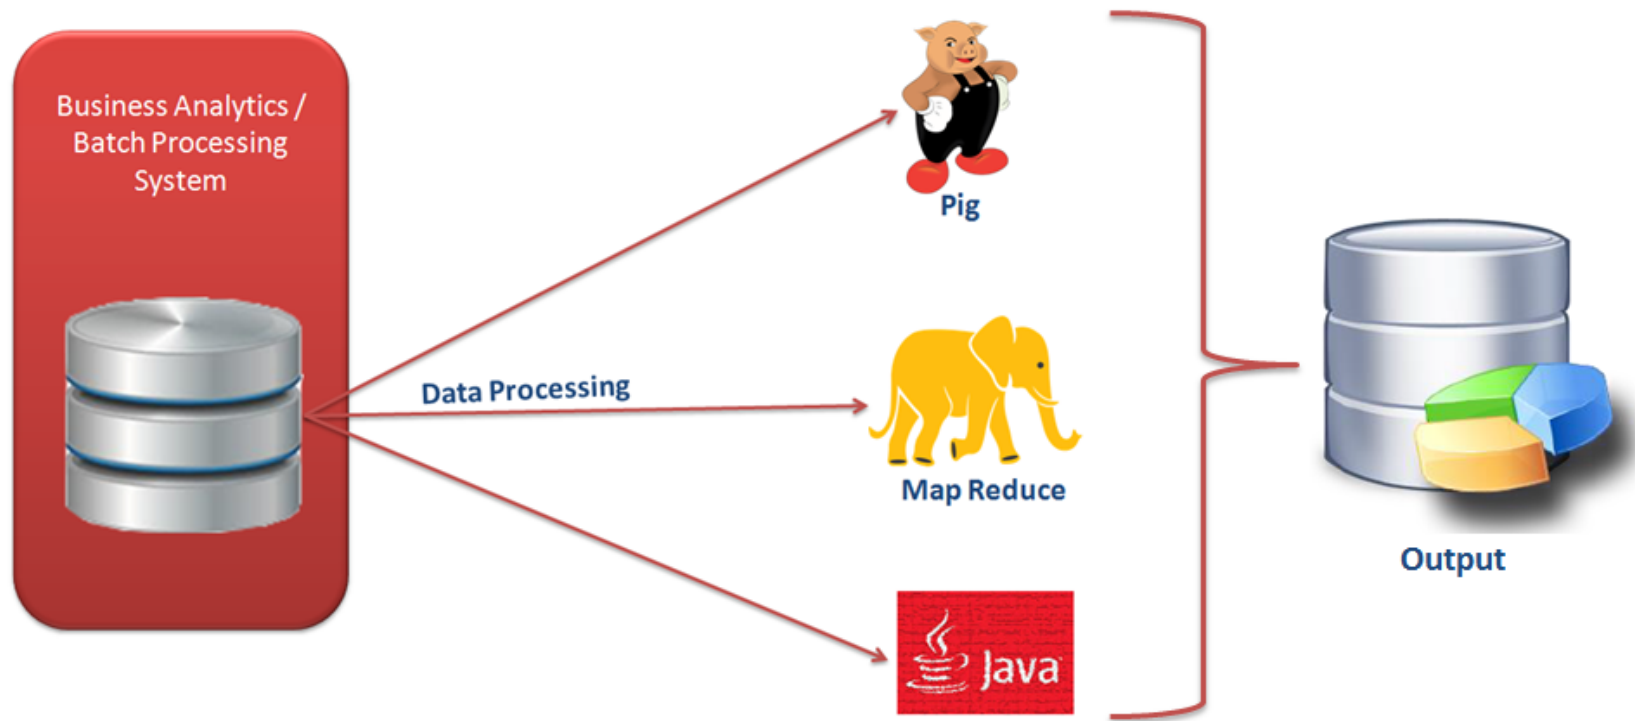 Business Analytics /
Batch Processing
System
Data Processing
Pig
Map Reduce
Java
Output